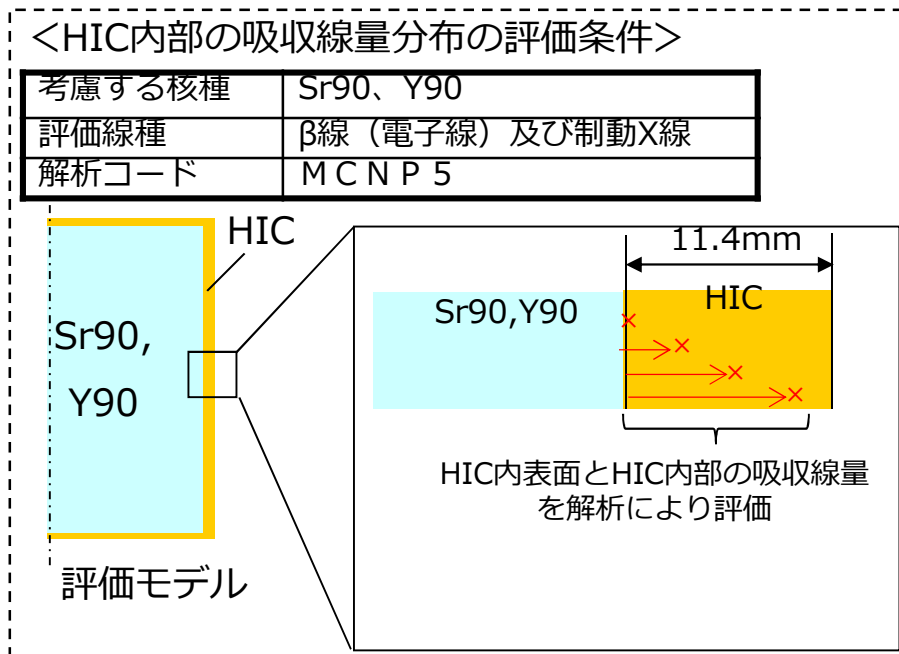 <HIC内部の吸収線量分布の評価条件>
考慮する核種 Sr90、Y90
評価線種 β線（電子線）及び制動X線
解析コード ＭＣＮＰ５
HIC
Sr90,
Y90
評価モデル
11.4mm
Sr90,Y90
HIC
HIC内表面とHIC内部の吸収線量
を解析により評価